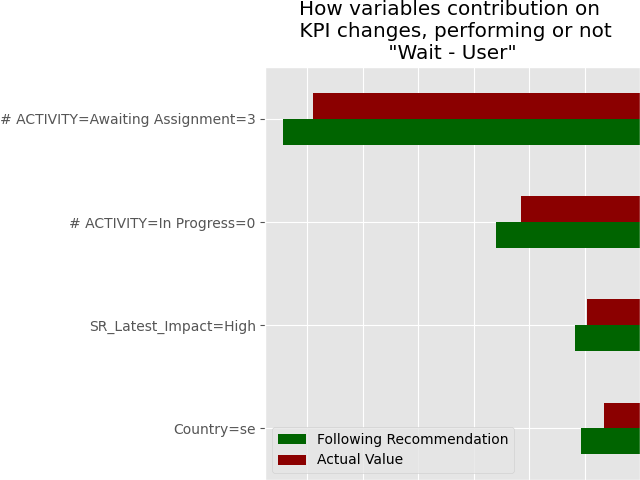 How variables contribution on
KPI changes, performing or not
"Wait - User"
# ACTIVITY=Awaiting Assignment=3
# ACTIVITY=In Progress=0
SR_Latest_Impact=High
Country=se
Following Recommendation
Actual Value